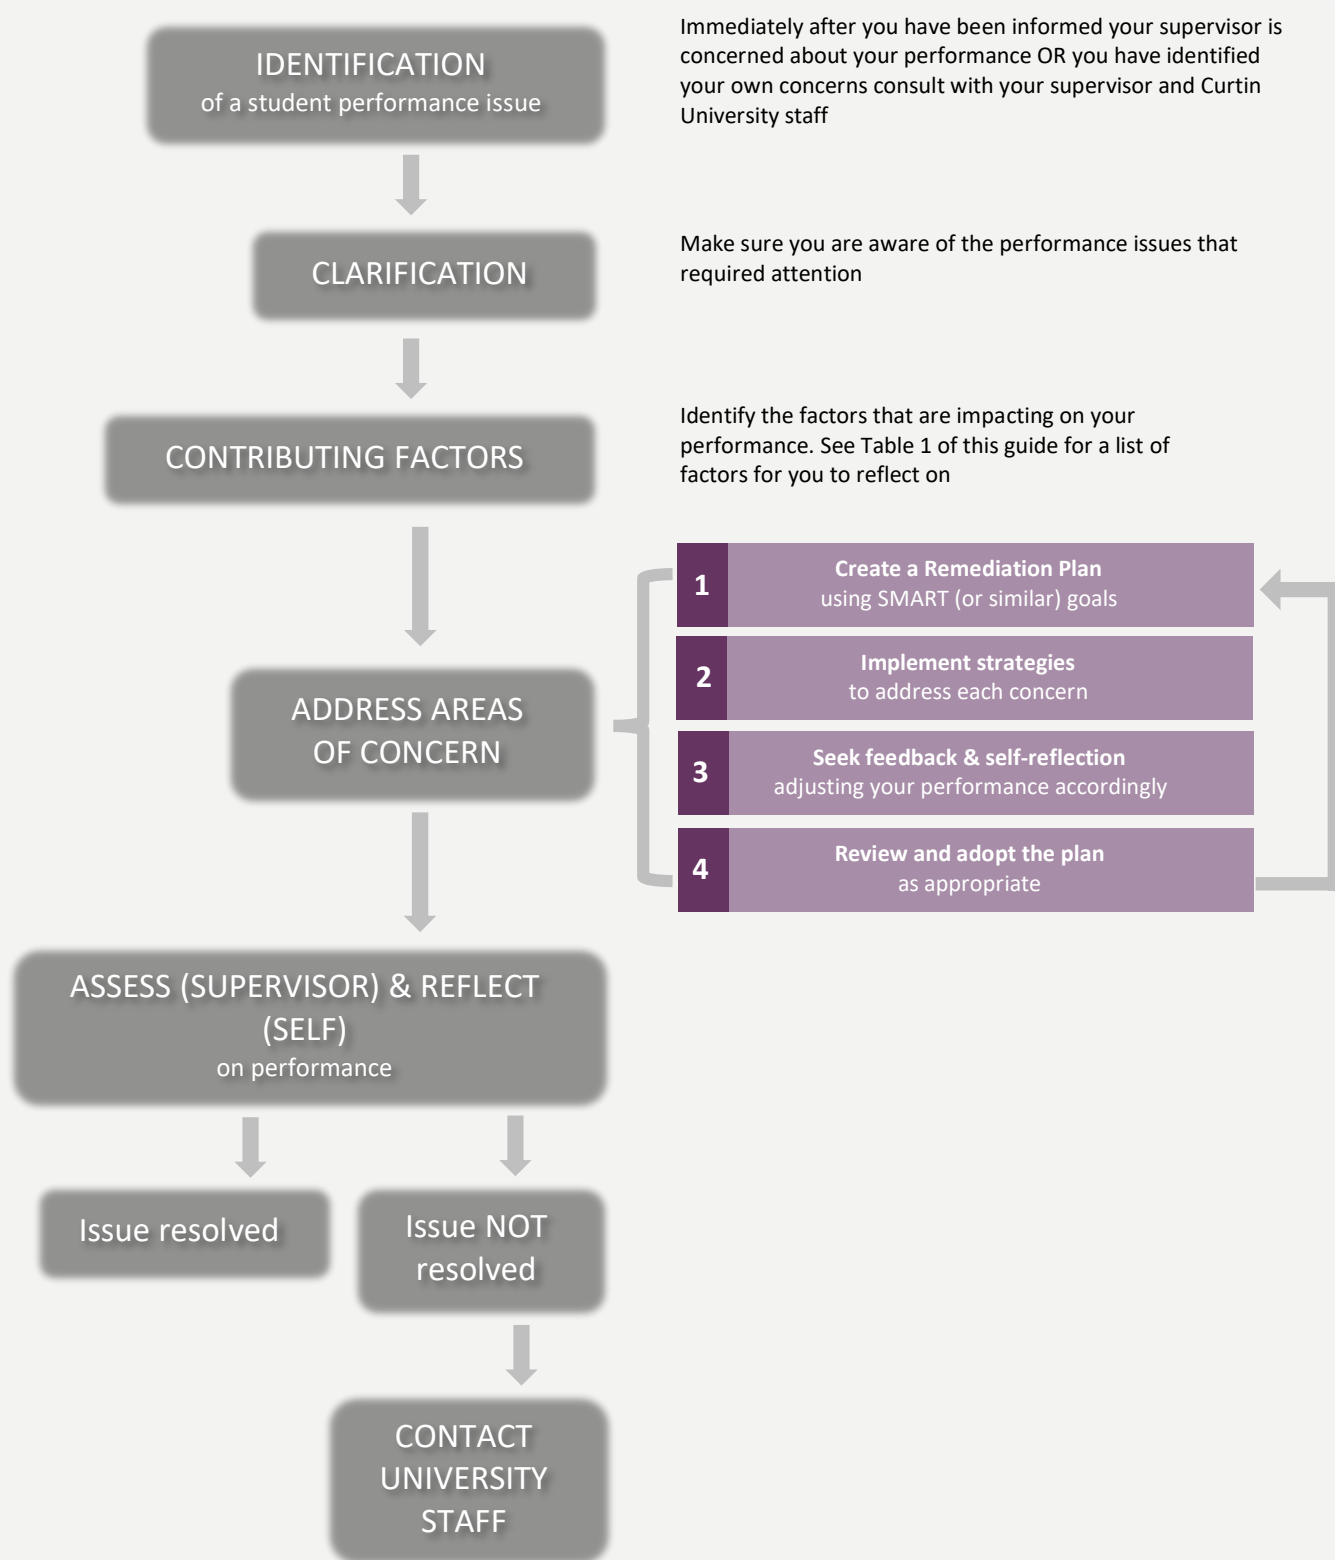 IDENTIFICATION
of a student performance issue
Immediately after you have been informed your supervisor is
concerned about your performance OR you have identified
your own concerns consult with your supervisor and Curtin
University staff
CLARIFICATION
Make sure you are aware of the performance issues that
required attention
CONTRIBUTING FACTORS
Identify the factors that are impacting on your
performance. See Table 1 of this guide for a list of
factors for you to reflect on
ADDRESS AREAS
OF CONCERN
1
Create a Remediation Plan
using SMART (or similar) goals
2
Implement strategies
to address each concern
3
Seek feedback & self-reflection
adjusting your performance accordingly
4
Review and adopt the plan
as appropriate
ASSESS (SUPERVISOR) & REFLECT
(SELF)
on performance
Issue resolved
Issue NOT
resolved
CONTACT
UNIVERSITY
STAFF